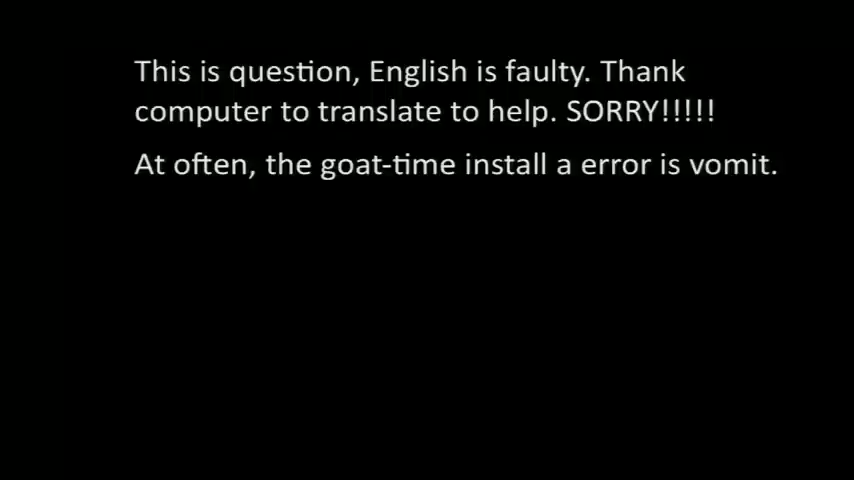 This is question, English is faulty. Thank
computer to translate to help. SORRY!!!!!
At often, the goat-time install a error is vomit.